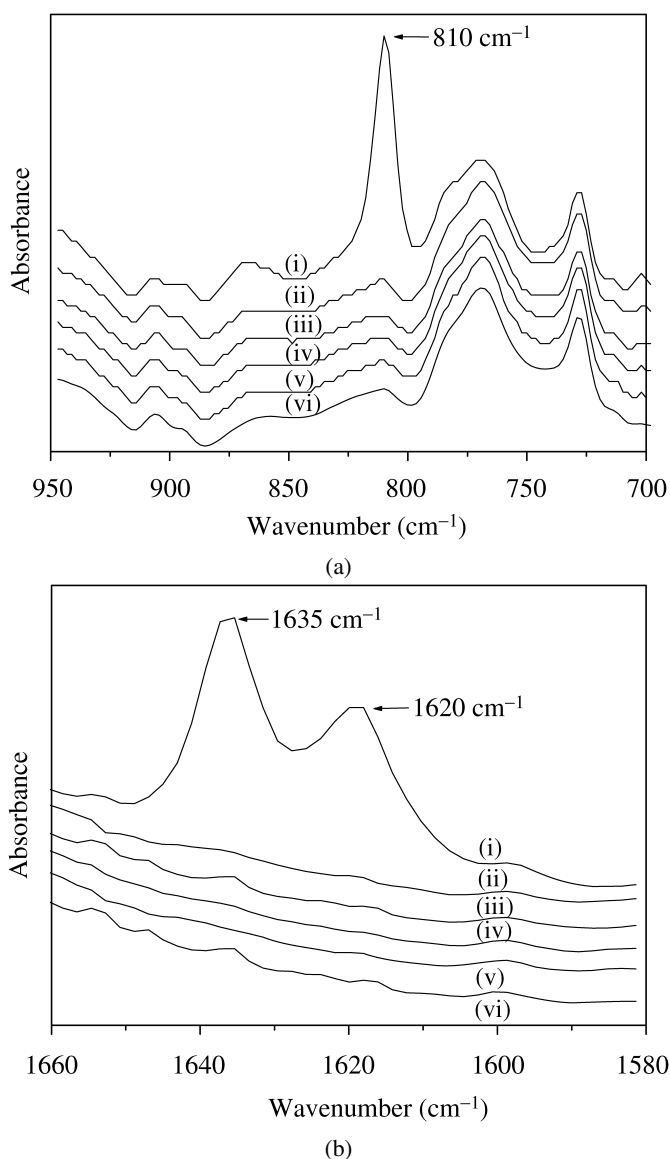 810 cm⁻¹
Absorbance
(i)
(ii)
(iii)
(iv)
(v)
(vi)
950 900 850 800 750 700
Wavenumber (cm⁻¹)
(a)
1635 cm⁻¹
1620 cm⁻¹
Absorbance
(i)
(ii)
(iii)
(iv)
(v)
(vi)
1660 1640 1620 1600 1580
Wavenumber (cm⁻¹)
(b)